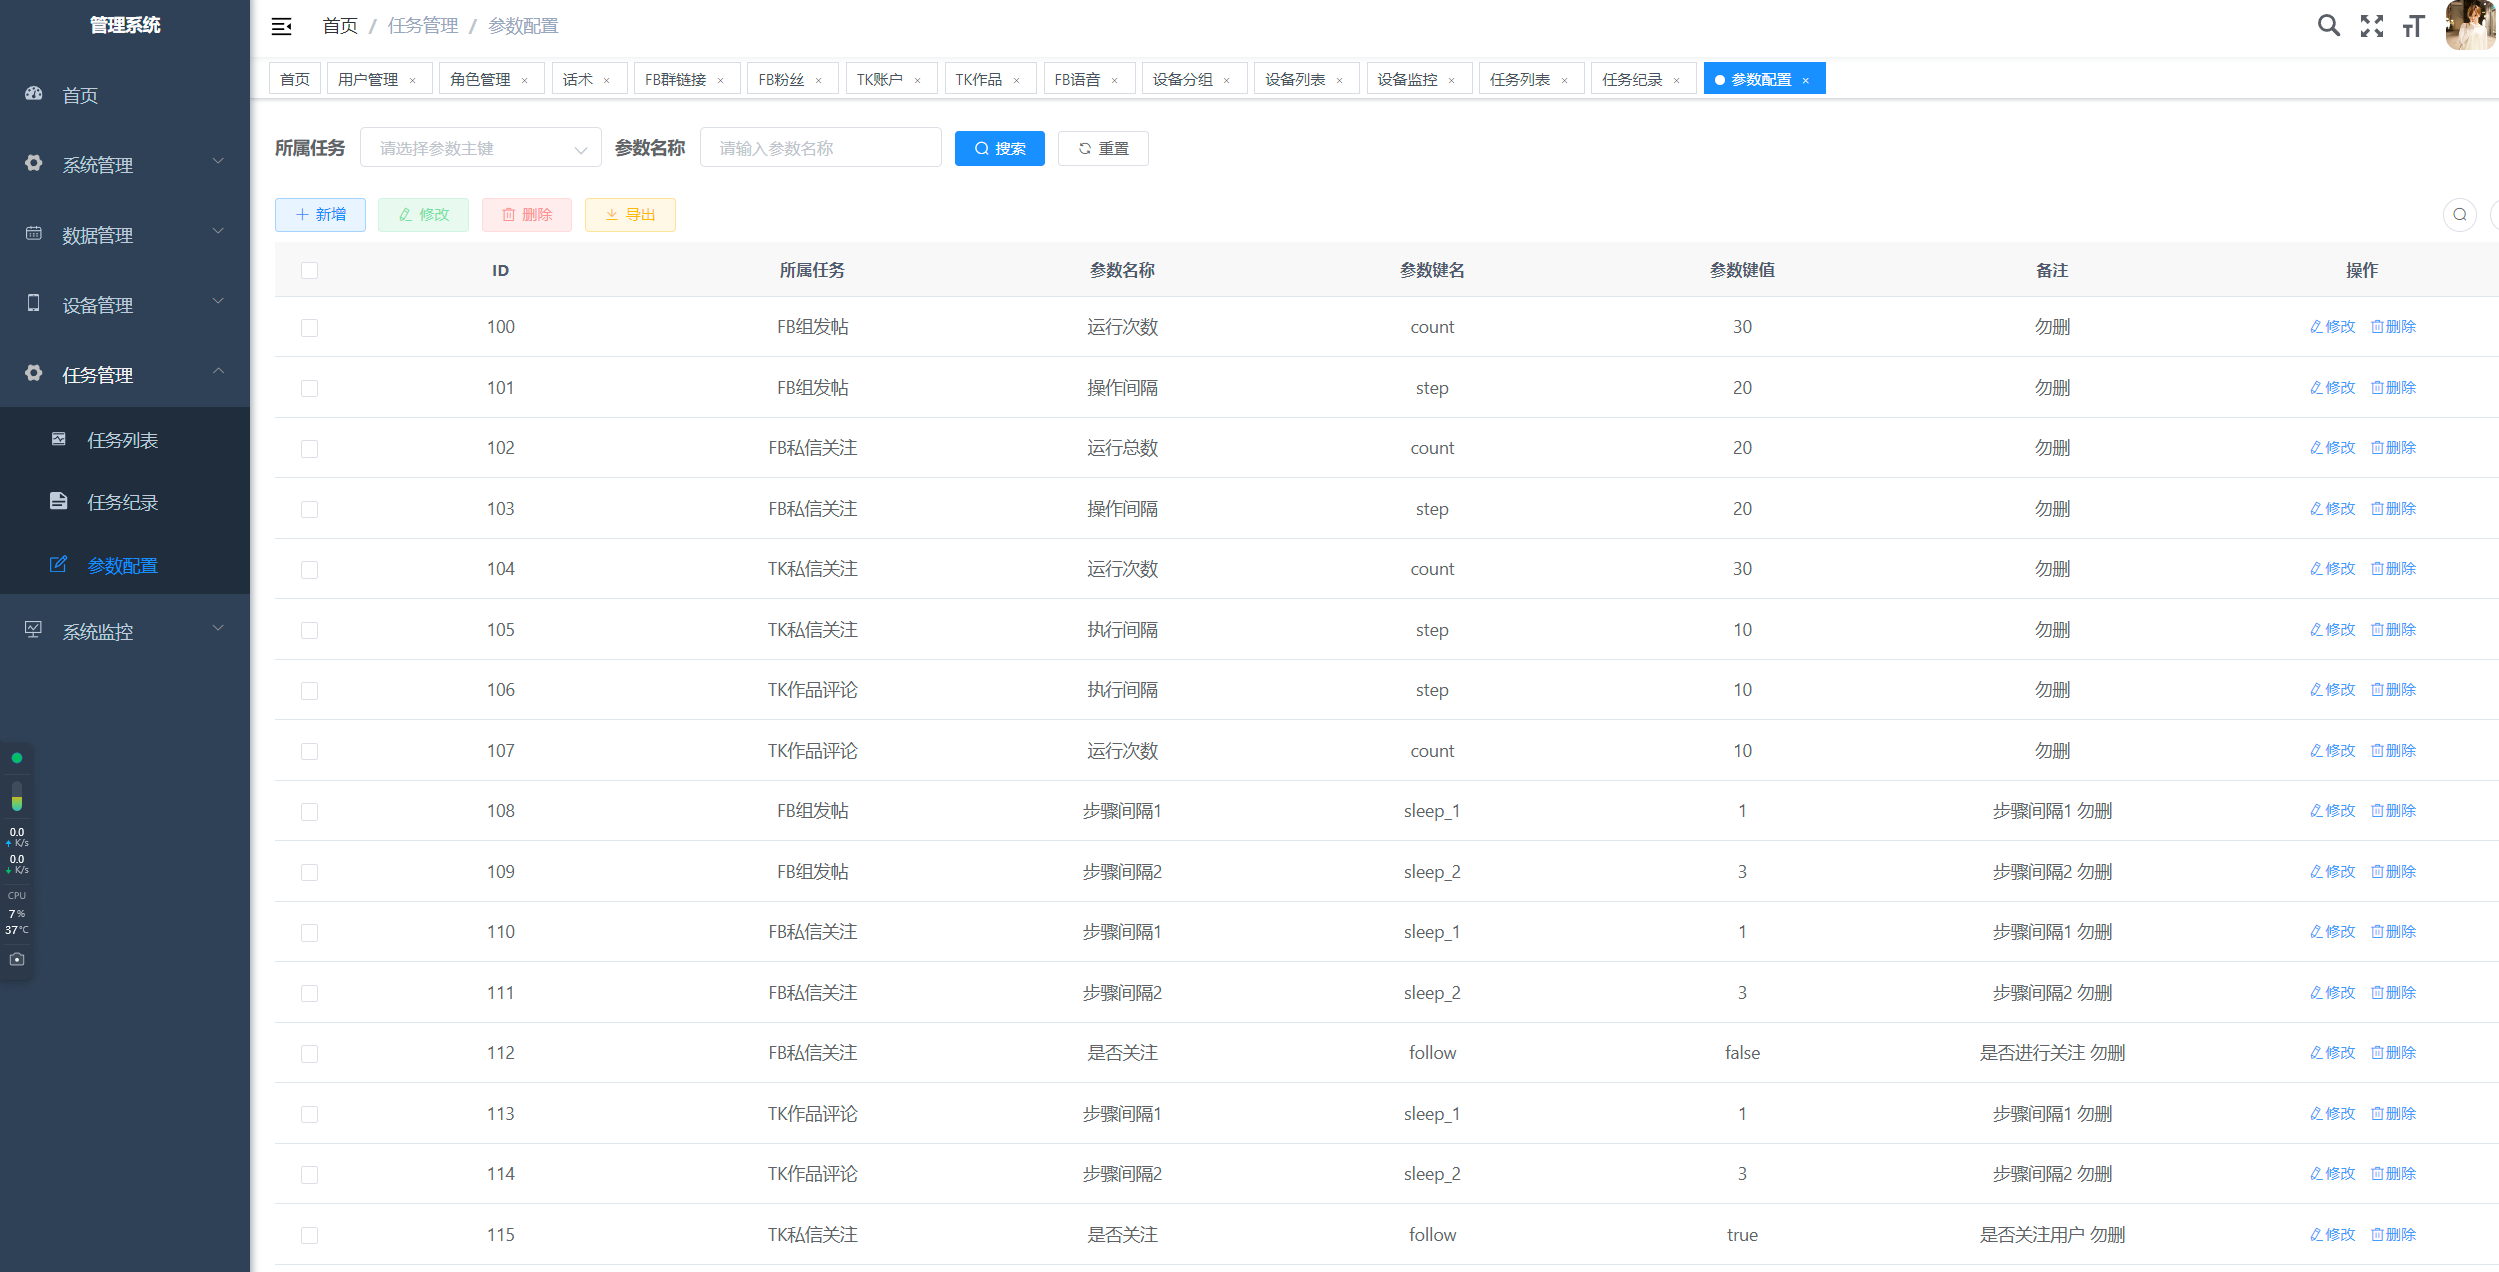 管理系统
首页
系统管理
数据管理
设备管理
任务管理
任务列表
任务纪录
参数配置
系统监控
0.0
K/s
0.0
K/s
CPU
7%
37°C
首页 / 任务管理 / 参数配置
首页 用户管理 × 角色管理 × 话术 × FB群链接 × FB粉丝 × TK账户 × TK作品 × FB语音 × 设备分组 × 设备列表 × 设备监控 × 任务列表 × 任务纪录 × 参数配置 ×
所属任务 请选择参数主键 参数名称 请输入参数名称 搜索 重置
新增 修改 删除 导出
ID 所属任务 参数名称 参数键名 参数键值 备注 操作
100 FB组发帖 运行次数 count 30 勿删 修改 删除
101 FB组发帖 操作间隔 step 20 勿删 修改 删除
102 FB私信关注 运行总数 count 20 勿删 修改 删除
103 FB私信关注 操作间隔 step 20 勿删 修改 删除
104 TK私信关注 运行次数 count 30 勿删 修改 删除
105 TK私信关注 执行间隔 step 10 勿删 修改 删除
106 TK作品评论 执行间隔 step 10 勿删 修改 删除
107 TK作品评论 运行次数 count 10 勿删 修改 删除
108 FB组发帖 步骤间隔1 sleep_1 1 步骤间隔1 勿删 修改 删除
109 FB组发帖 步骤间隔2 sleep_2 3 步骤间隔2 勿删 修改 删除
110 FB私信关注 步骤间隔1 sleep_1 1 步骤间隔1 勿删 修改 删除
111 FB私信关注 步骤间隔2 sleep_2 3 步骤间隔2 勿删 修改 删除
112 FB私信关注 是否关注 follow false 是否进行关注 勿删 修改 删除
113 TK作品评论 步骤间隔1 sleep_1 1 步骤间隔1 勿删 修改 删除
114 TK作品评论 步骤间隔2 sleep_2 3 步骤间隔2 勿删 修改 删除
115 TK私信关注 是否关注 follow true 是否关注用户 勿删 修改 删除